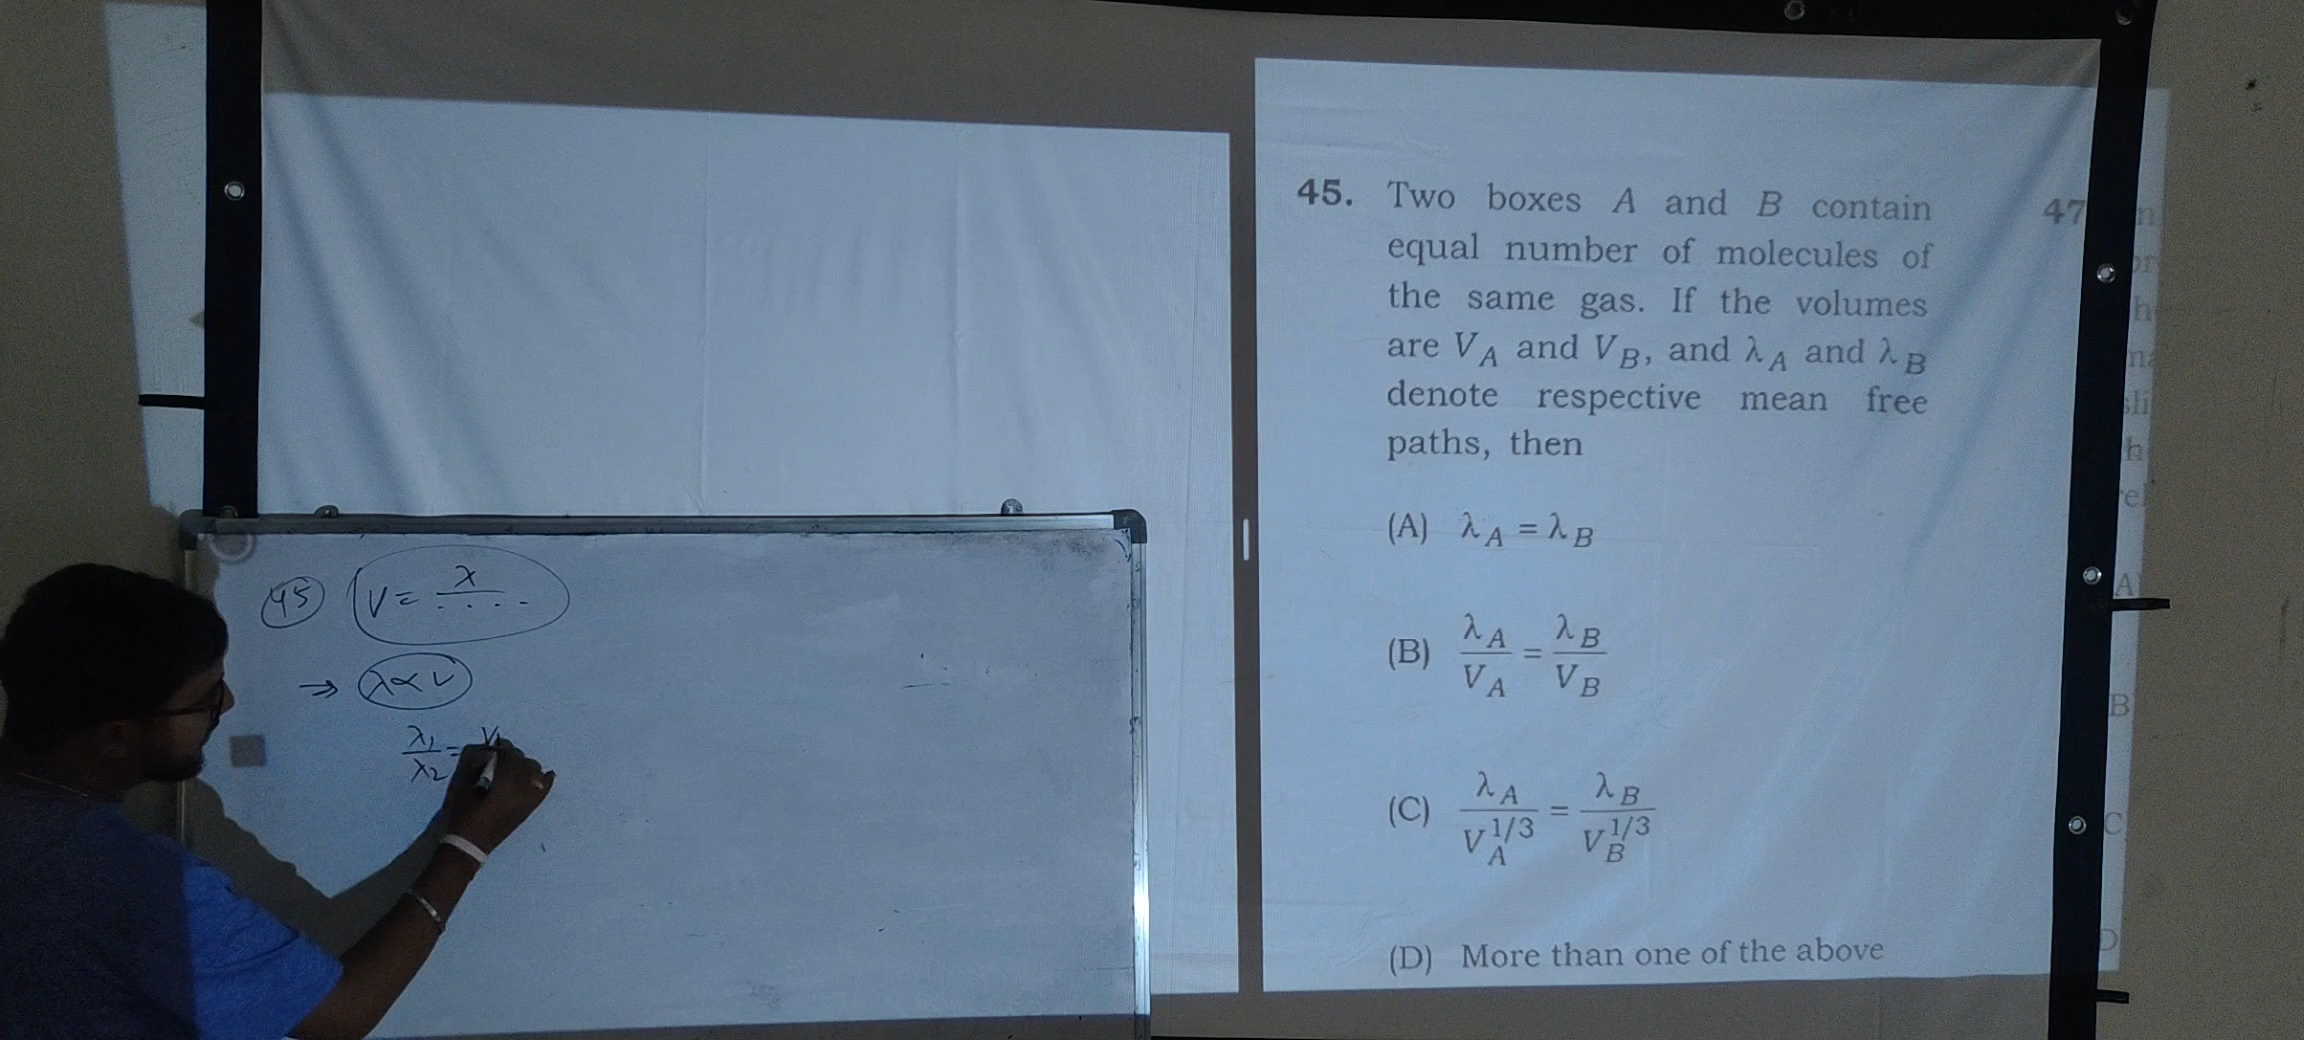 45. Two boxes A and B contain
equal number of molecules of
the same gas. If the volumes
are V_A and V_B, and λ_A and λ_B
denote respective mean free
paths, then
(A) λ_A = λ_B
(B) λ_A/V_A = λ_B/V_B
(C) λ_A/V_A^1/3 = λ_B/V_B^1/3
(D) More than one of the above
47
A
B
C
D
45 V = λ/....
⇒ λ ∝ V
λ1/λ2 =